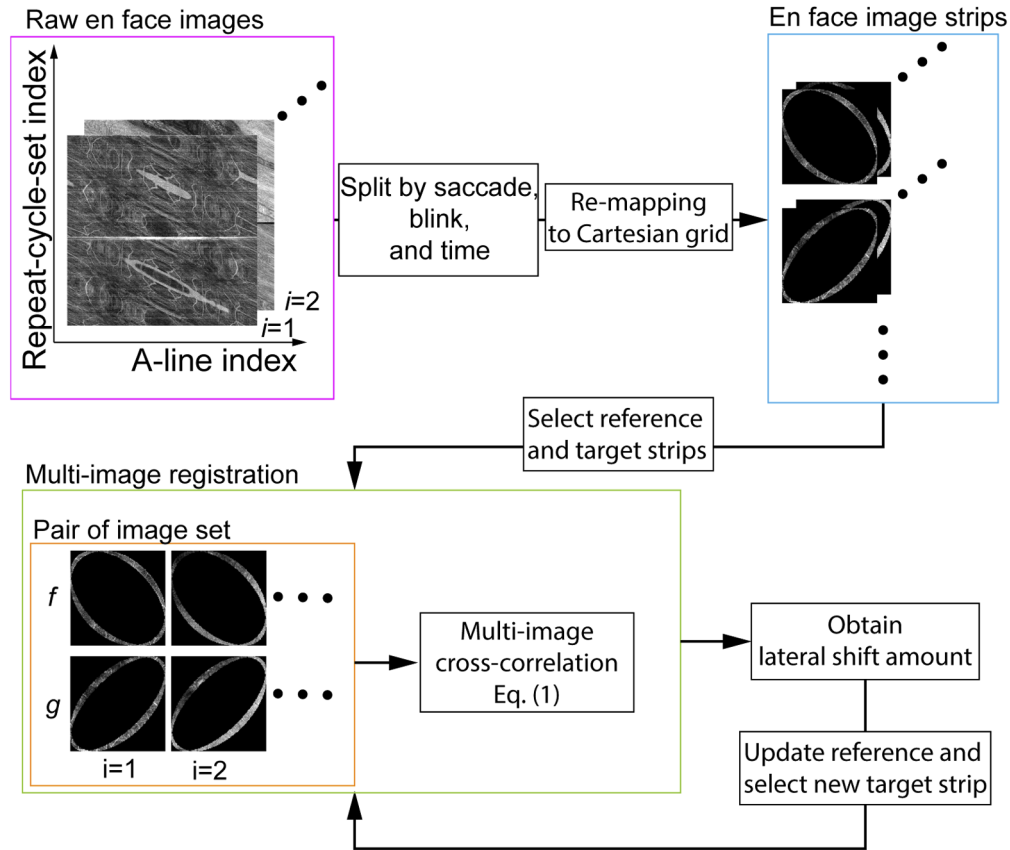 Raw en face images
En face image strips
Repeat-cycle-set index
i=2
i=1
A-line index
Split by saccade,
blink,
and time
Re-mapping
to Cartesian grid
Select reference
and target strips
Multi-image registration
Pair of image set
f
g
i=1
i=2
Multi-image
cross-correlation
Eq. (1)
Obtain
lateral shift amount
Update reference and
select new target strip